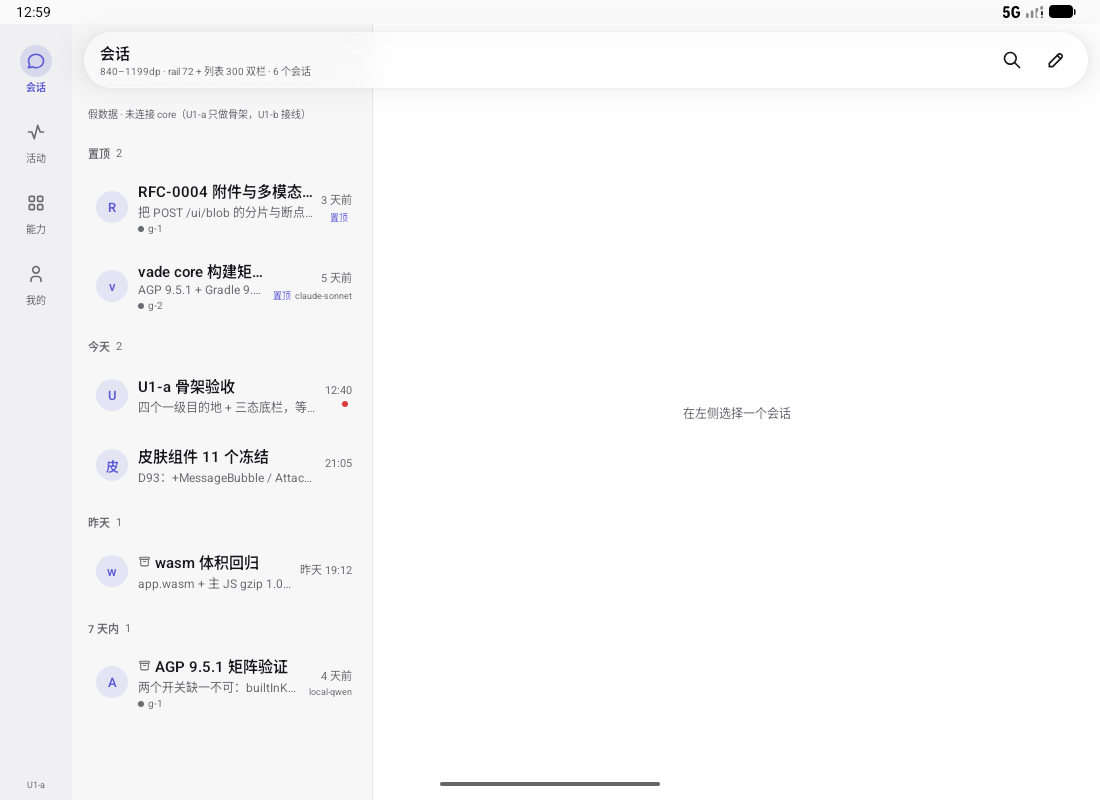 12:59
5G
会话
840–1199dp · rail 72 + 列表 300 双栏 · 6 个会话
会话
活动
能力
我的
U1-a
假数据 · 未连接 core（U1-a 只做骨架，U1-b 接线）
置顶 2
R
RFC-0004 附件与多模态…
3 天前
把 POST /ui/blob 的分片与断点…
置顶
g-1
v
vade core 构建矩…
5 天前
AGP 9.5.1 + Gradle 9.…
置顶 claude-sonnet
g-2
今天 2
U
U1-a 骨架验收
12:40
四个一级目的地 + 三态底栏，等…
皮
皮肤组件 11 个冻结
21:05
D93：+MessageBubble / Attac…
昨天 1
w
wasm 体积回归
昨天 19:12
app.wasm + 主 JS gzip 1.0…
7 天内 1
A
AGP 9.5.1 矩阵验证
4 天前
两个开关缺一不可：builtInK…
local-qwen
g-1
在左侧选择一个会话